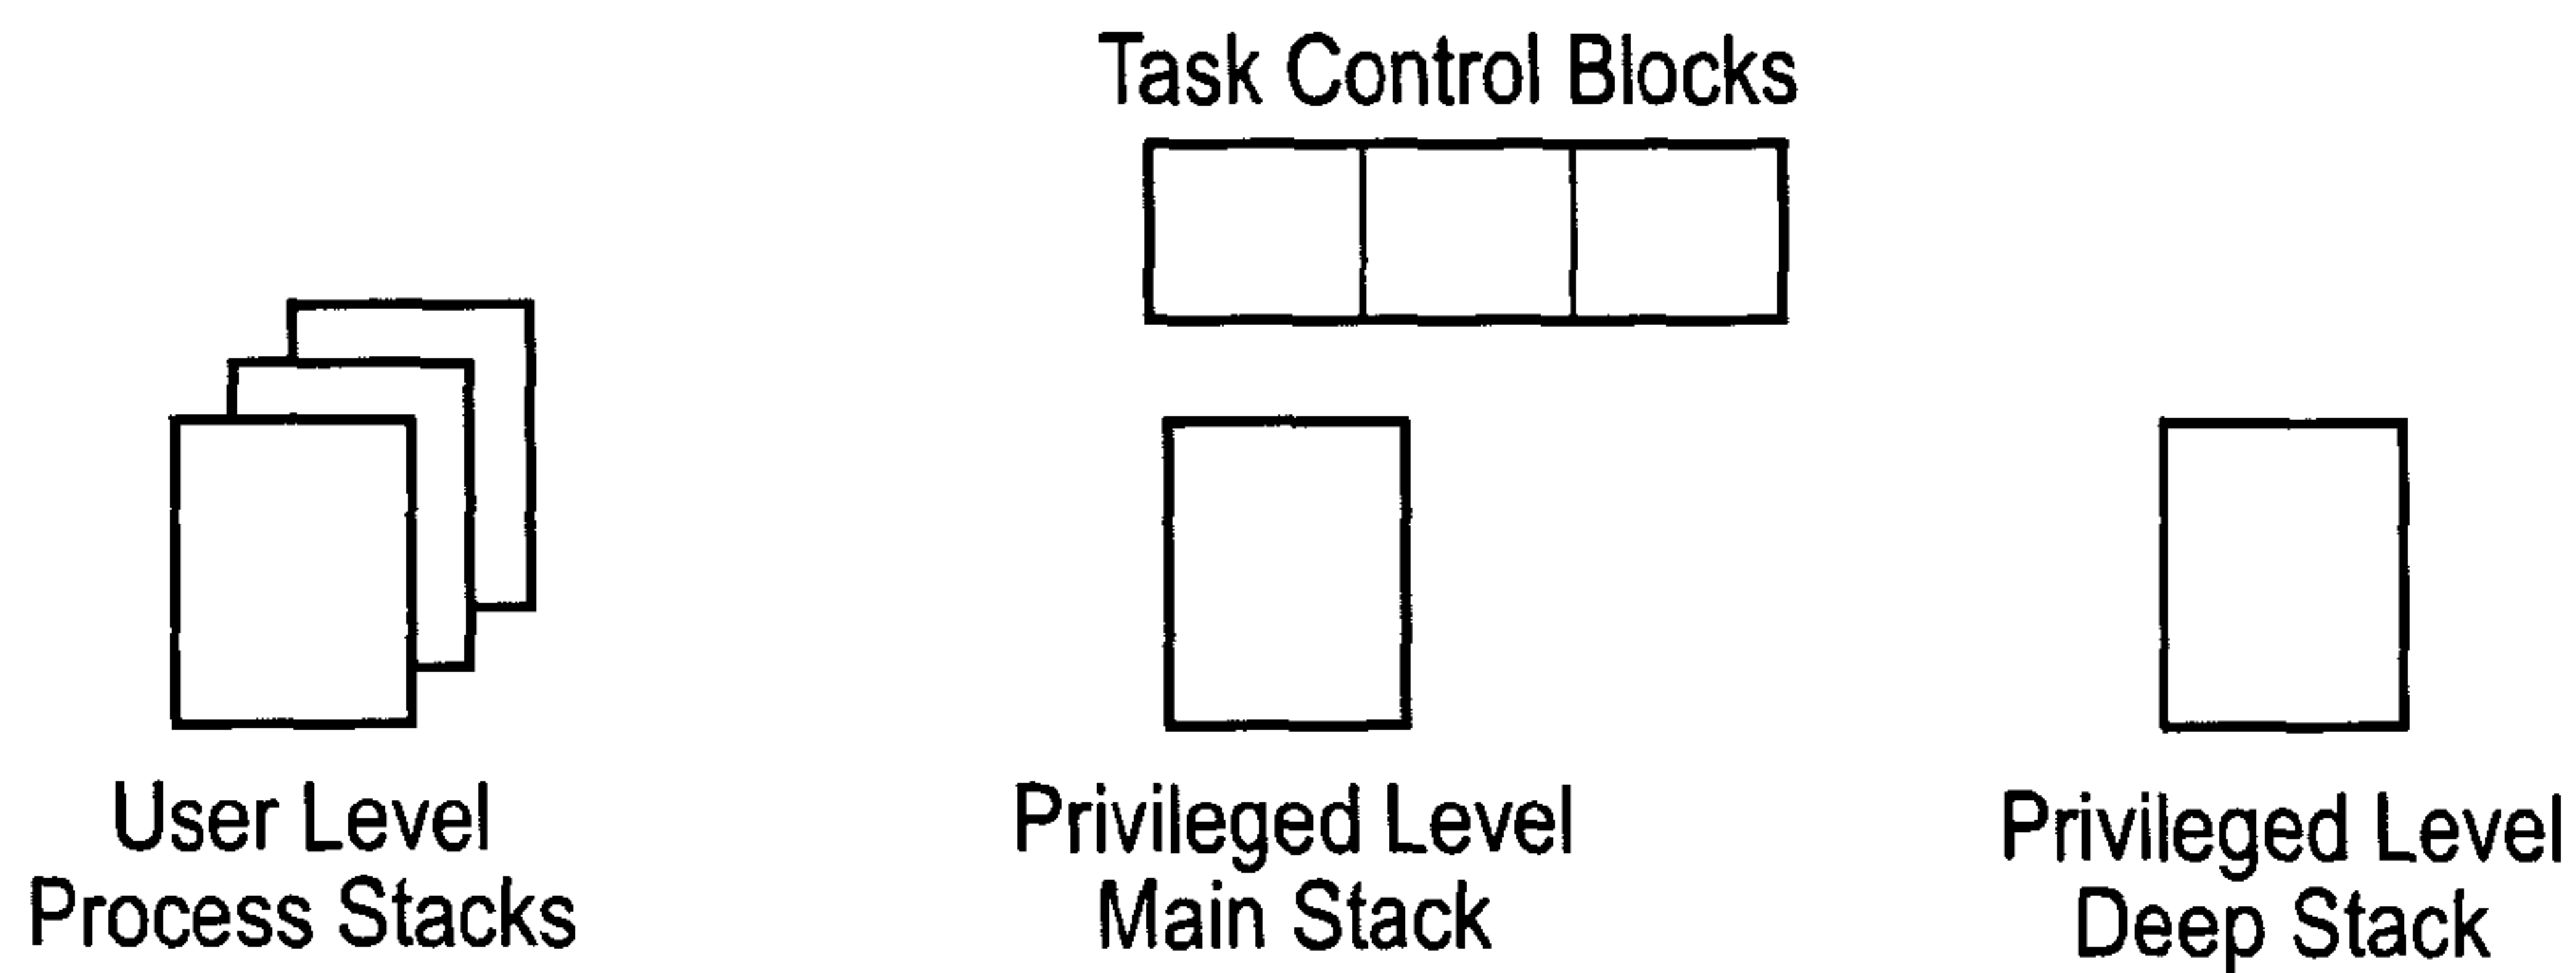 Task Control Blocks
User Level
Process Stacks
Privileged Level
Main Stack
Privileged Level
Deep Stack